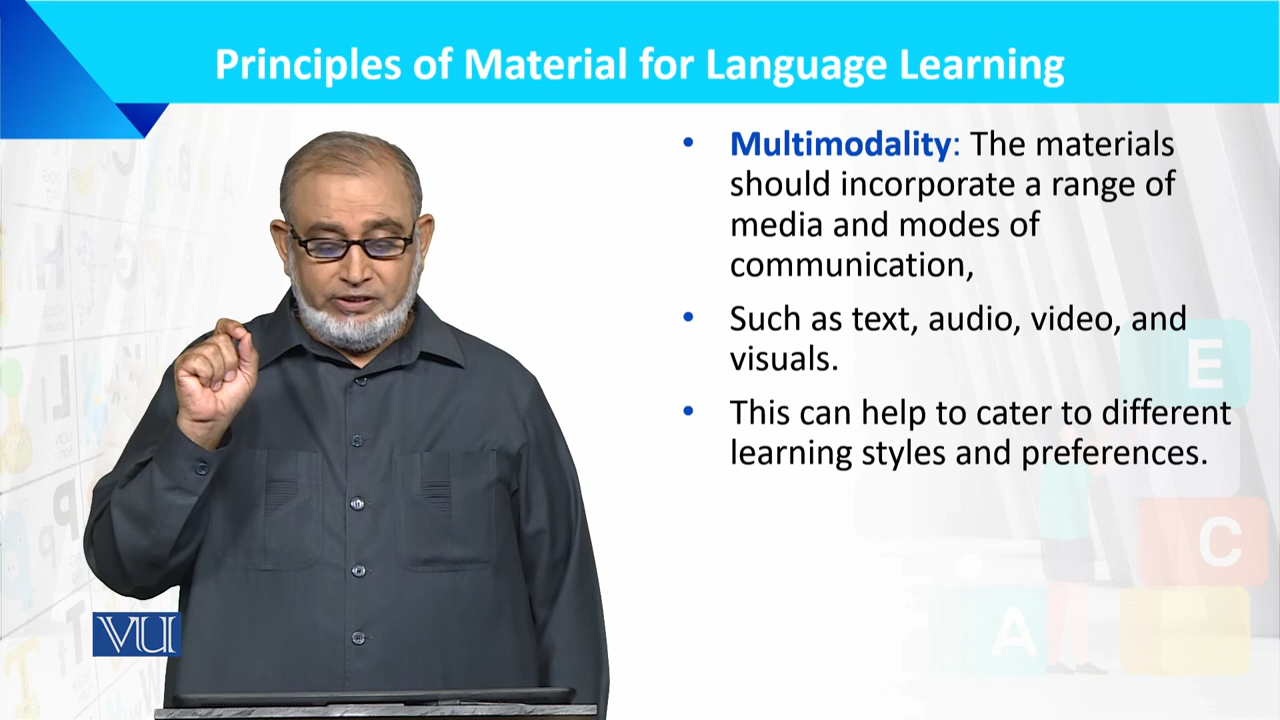 Principles of Material for Language Learning
• Multimodality: The materials
should incorporate a range of
media and modes of
communication,
• Such as text, audio, video, and
visuals.
• This can help to cater to different
learning styles and preferences.
E
C
A
VU